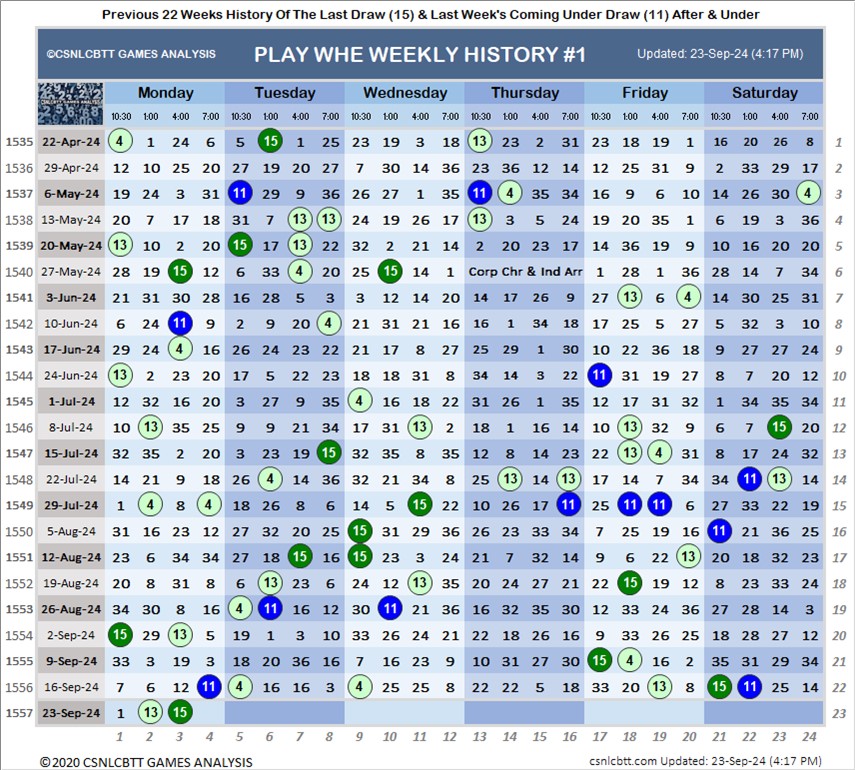 Previous 22 Weeks History Of The Last Draw (15) & Last Week's Coming Under Draw (11) After & Under
©CSNLCBTT GAMES ANALYSIS PLAY WHE WEEKLY HISTORY #1 Updated: 23-Sep-24 (4:17 PM)
CSNLCBTT GAMES ANALYSIS
Monday Tuesday Wednesday Thursday Friday Saturday
10:30 1:00 4:00 7:00 10:30 1:00 4:00 7:00 10:30 1:00 4:00 7:00 10:30 1:00 4:00 7:00 10:30 1:00 4:00 7:00 10:30 1:00 4:00 7:00
1535 22-Apr-24 4 1 24 6 5 15 1 25 23 19 3 18 13 23 2 31 23 18 19 1 16 20 26 8 1
1536 29-Apr-24 12 10 25 20 27 19 20 27 7 30 14 36 23 36 12 14 12 25 31 9 2 33 29 17 2
1537 6-May-24 19 24 3 31 11 29 9 36 26 27 1 35 11 4 35 34 16 9 10 14 26 30 4 3
1538 13-May-24 20 7 17 18 31 7 13 13 24 19 26 17 13 3 5 24 19 20 35 1 6 19 3 36 4
1539 20-May-24 13 10 2 20 15 17 13 22 32 2 21 14 2 20 23 17 14 36 19 9 10 16 20 20 5
1540 27-May-24 28 19 15 12 6 33 4 20 10 15 14 1 Corp Chr & Ind Arr 1 28 1 36 28 14 7 34 6
1541 3-Jun-24 21 31 30 28 16 28 5 3 3 12 14 20 14 17 26 9 27 13 6 4 14 30 25 31 7
1542 10-Jun-24 6 24 11 9 2 9 20 4 21 31 21 16 16 1 34 18 17 25 5 27 5 32 3 10 8
1543 17-Jun-24 29 24 4 16 26 24 23 22 21 17 8 27 25 29 1 30 10 22 36 18 9 27 27 24 9
1544 24-Jun-24 13 2 23 20 17 5 22 28 18 18 31 8 34 14 3 22 11 31 19 27 8 7 20 12 10
1545 1-Jul-24 12 32 16 20 3 27 9 35 4 16 18 22 31 26 1 35 12 17 31 32 1 34 35 34 11
1546 8-Jul-24 10 13 35 25 9 9 21 34 17 31 13 2 18 1 16 14 10 13 9 29 6 7 15 20 12
1547 15-Jul-24 32 35 2 20 3 23 19 15 32 35 8 35 12 8 14 23 22 13 4 31 8 17 24 32 13
1548 22-Jul-24 14 21 9 18 26 4 14 36 32 21 34 8 25 13 14 13 17 14 7 34 34 11 13 14 14
1549 29-Jul-24 1 4 8 4 18 26 8 6 14 5 15 22 10 26 17 11 25 11 11 6 27 33 22 19 15
1550 5-Aug-24 31 16 23 12 27 32 20 25 15 31 29 36 26 23 33 34 7 25 19 16 11 21 36 25 16
1551 12-Aug-24 23 6 34 34 27 18 15 16 15 23 3 24 21 7 32 14 9 6 22 13 20 18 32 23 17
1552 19-Aug-24 20 8 31 8 6 13 23 6 24 12 13 35 20 24 27 21 22 15 19 12 8 23 33 24 18
1553 26-Aug-24 34 30 8 16 4 11 16 12 30 11 21 36 16 32 35 30 12 33 24 36 27 28 14 3 19
1554 2-Sep-24 15 29 13 5 19 1 3 10 33 26 24 21 22 18 26 16 9 33 26 25 18 28 27 12 20
1555 9-Sep-24 33 3 19 3 18 20 36 16 7 16 23 9 10 31 27 30 15 4 16 2 35 31 29 34 21
1556 16-Sep-24 7 6 12 11 4 16 16 3 4 25 25 8 22 22 5 18 33 20 13 8 15 11 25 14 22
1557 23-Sep-24 1 13 15 23
1 2 3 4 5 6 7 8 9 10 11 12 13 14 15 16 17 18 19 20 21 22 23 24
©2020 CSNLCBTT GAMES ANALYSIS csnlcbtt.com Updated: 23-Sep-24 (4:17 PM)